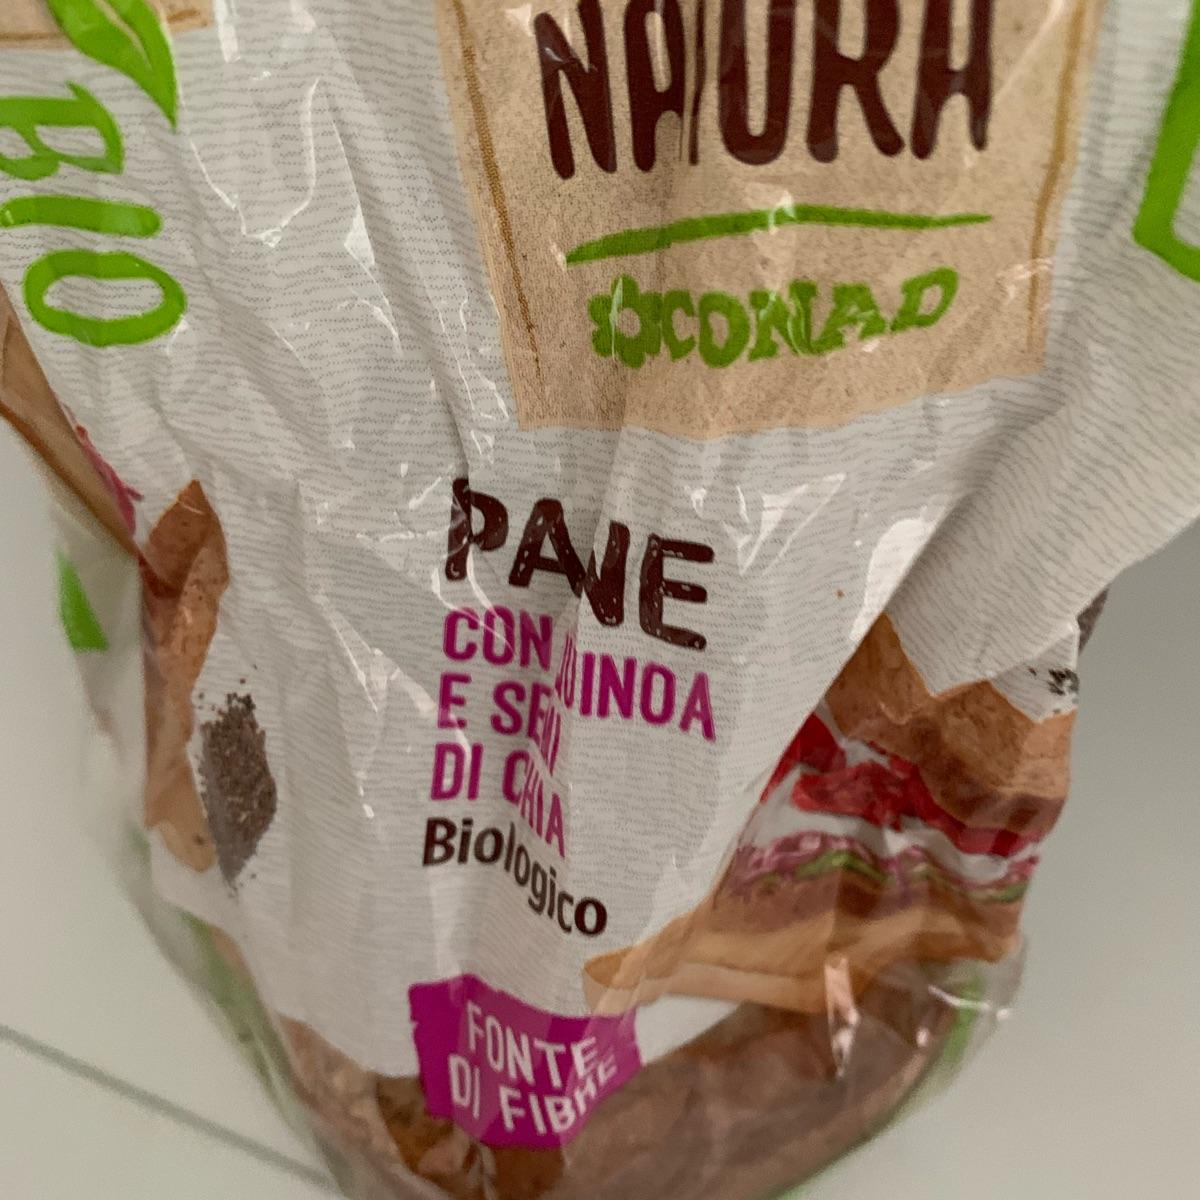 NATURA
CONAD
BIO
PANE
CON QUINOA
E SEMI
DI CHIA
Biologico
FONTE
DI FIBRE